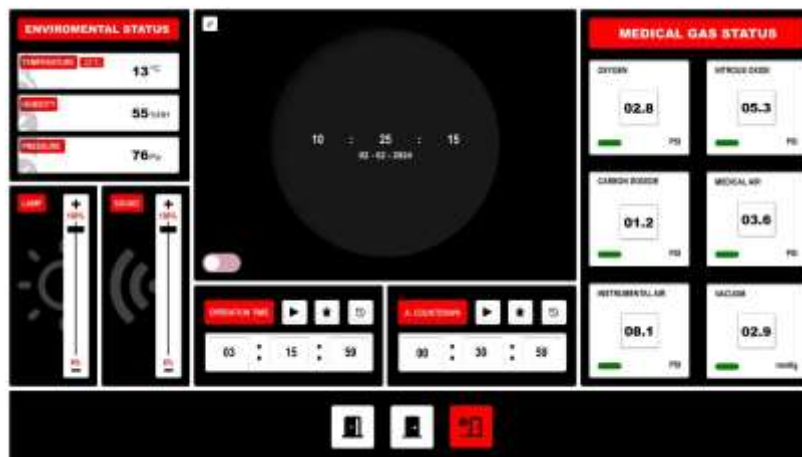 ENVIROMENTAL STATUS
TEMPERATURE
13 °C
HUMIDITY
55
PRESSURE
76 Pa
LAMP
100%
0%
SOUND
100%
0%
10 : 25 : 15
02 - 02 - 2024
OPERATION TIME
03 : 15 : 59
A. COUNTDOWN
00 : 30 : 59
MEDICAL GAS STATUS
OXYGEN
02.8
PSI
NITROUS OXIDE
05.3
PSI
CARBON DIOXIDE
01.2
PSI
MEDICAL AIR
03.6
PSI
INSTRUMENTAL AIR
08.1
PSI
VACUUM
02.9
mmHg